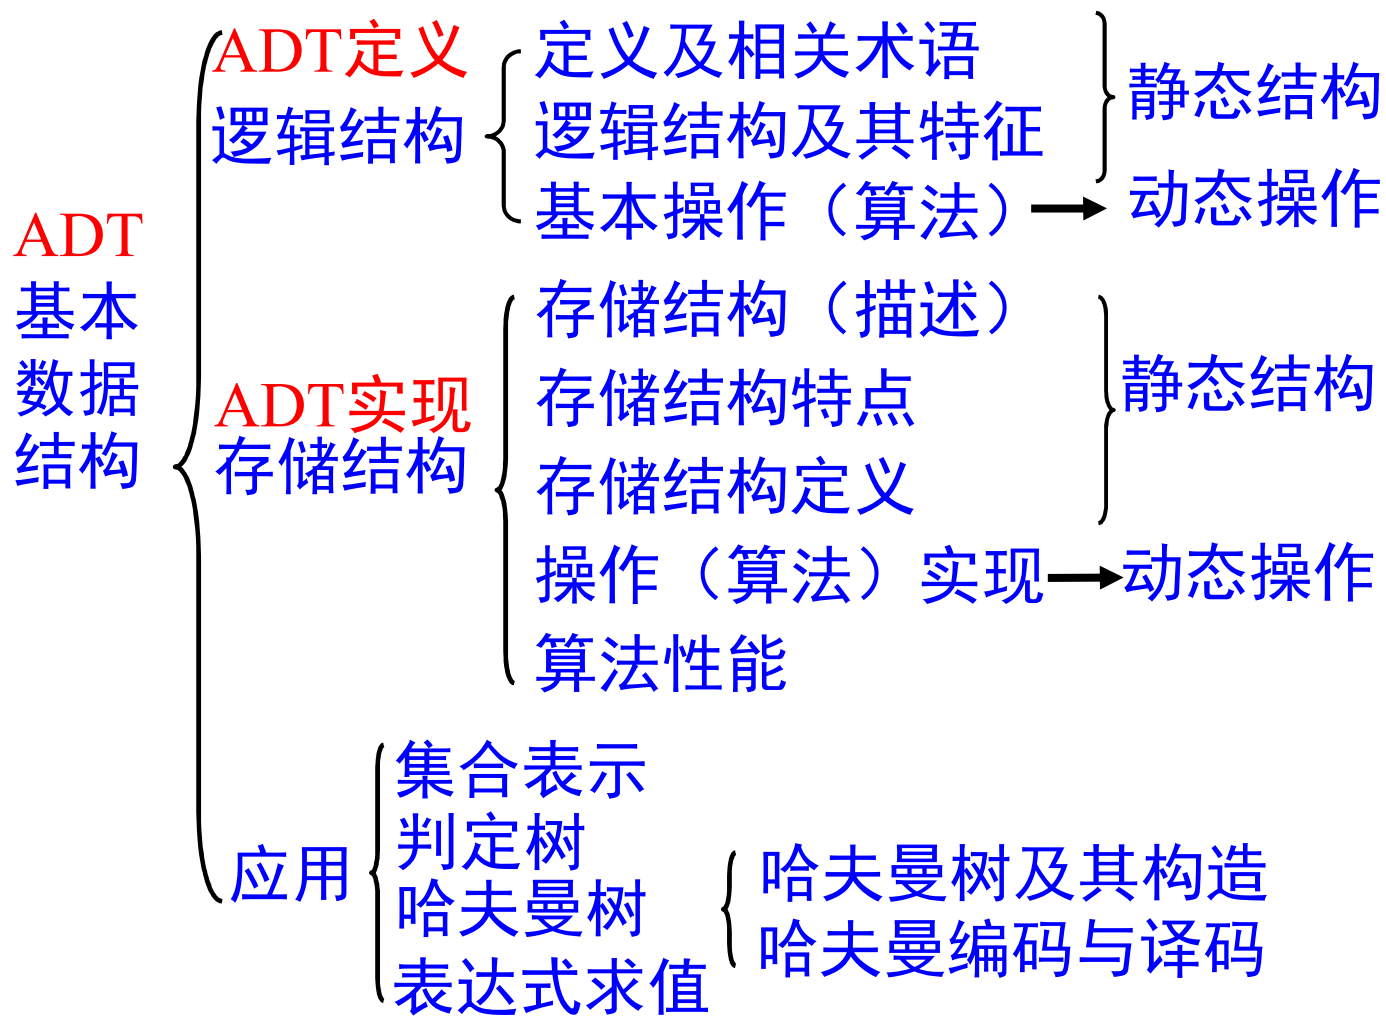 ADT
基本
数据
结构
ADT定义
逻辑结构
定义及相关术语
逻辑结构及其特征
基本操作（算法）
静态结构
动态操作
ADT实现
存储结构
存储结构（描述）
存储结构特点
存储结构定义
操作（算法）实现
算法性能
静态结构
动态操作
应用
集合表示
判定树
哈夫曼树
表达式求值
哈夫曼树及其构造
哈夫曼编码与译码